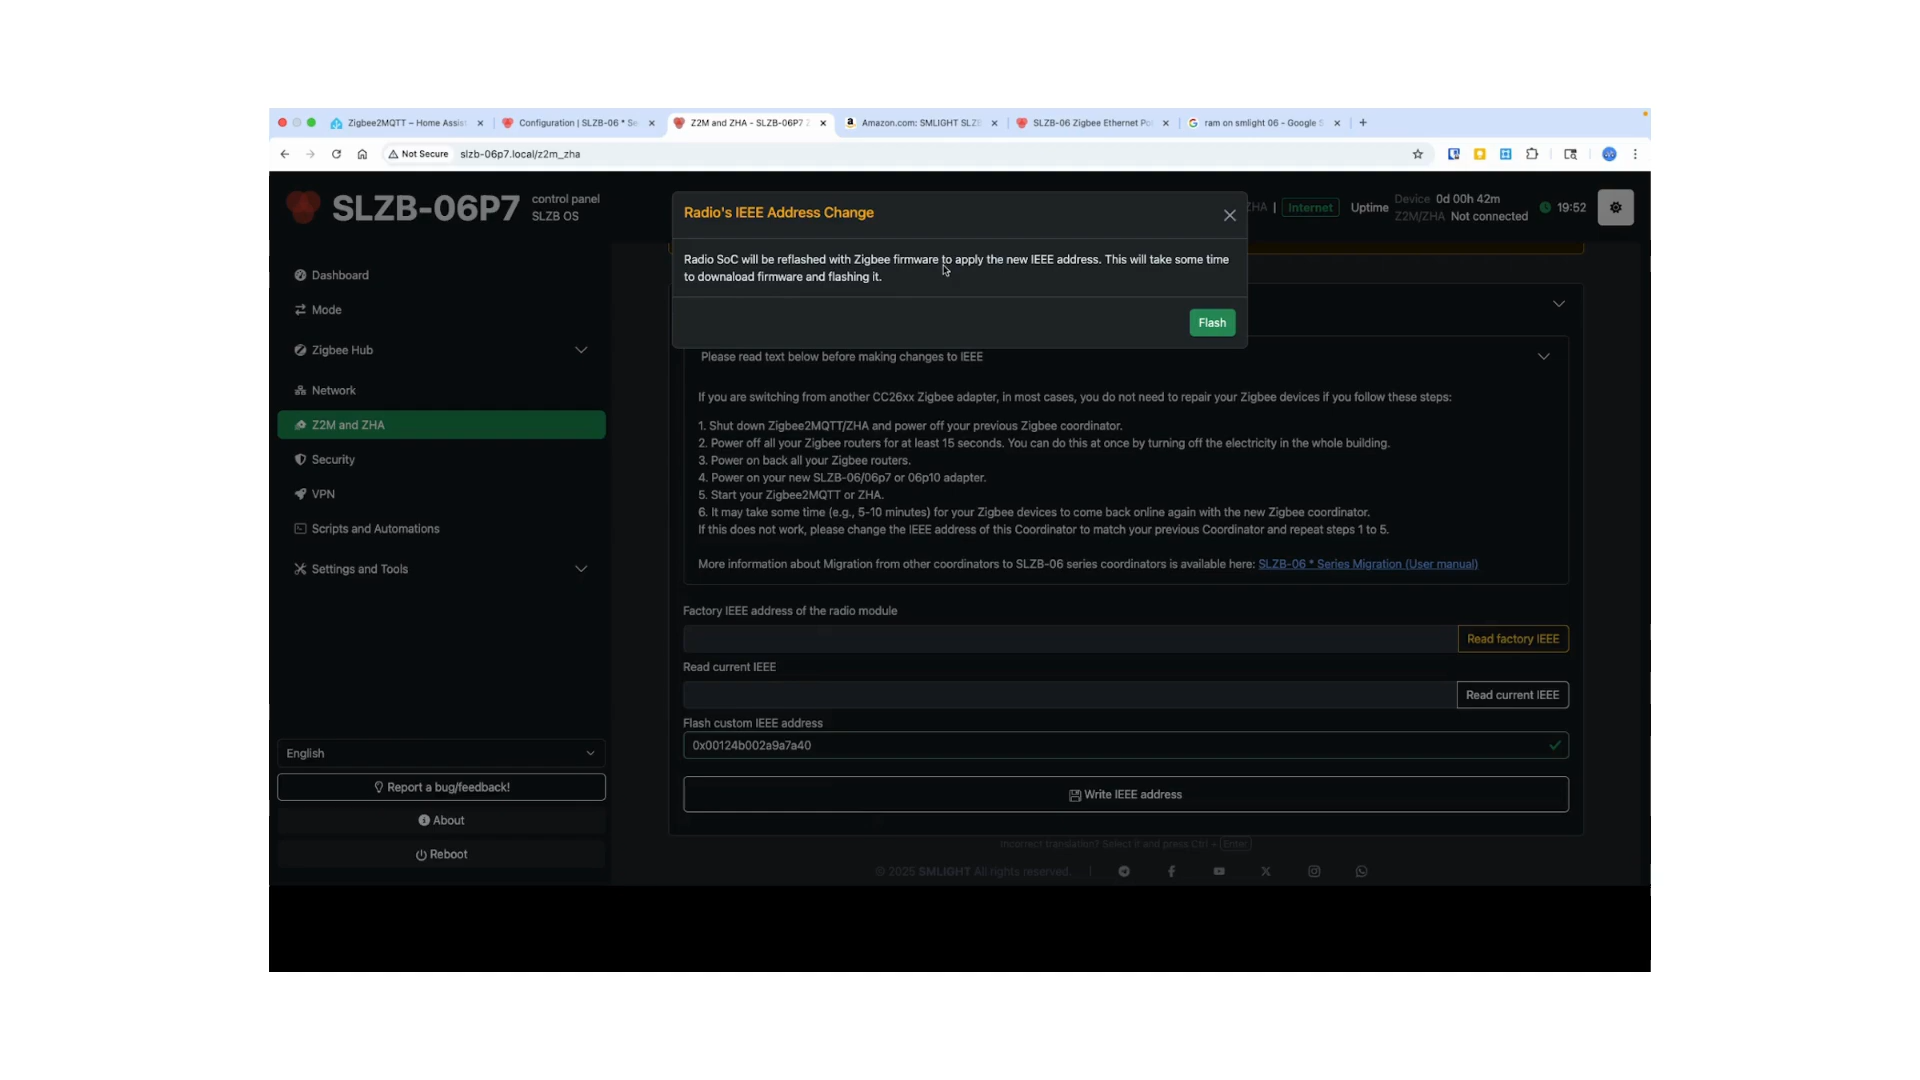 Zigbee2MQTT – Home Assis
Configuration | SLZB-06 * Se
Z2M and ZHA - SLZB-06P7 Z
Amazon.com: SMLIGHT SLZ
SLZB-06 Zigbee Ethernet Po
ram on smlight 06 - Google S
Not Secure
slzb-06p7.local/z2m_zha
SLZB-06P7
control panel
SLZB OS
ZHA | Internet
Uptime
Device 0d 00h 42m
Z2M/ZHA Not connected
19:52
Radio's IEEE Address Change
Radio SoC will be reflashed with Zigbee firmware to apply the new IEEE address. This will take some time
to downaload firmware and flashing it.
Flash
Dashboard
Mode
Zigbee Hub
Network
Z2M and ZHA
Security
VPN
Scripts and Automations
Settings and Tools
English
Report a bug/feedback!
About
Reboot
Please read text below before making changes to IEEE
If you are switching from another CC26xx Zigbee adapter, in most cases, you do not need to repair your Zigbee devices if you follow these steps:
1. Shut down Zigbee2MQTT/ZHA and power off your previous Zigbee coordinator.
2. Power off all your Zigbee routers for at least 15 seconds. You can do this at once by turning off the electricity in the whole building.
3. Power on back all your Zigbee routers.
4. Power on your new SLZB-06/06p7 or 06p10 adapter.
5. Start your Zigbee2MQTT or ZHA.
6. It may take some time (e.g., 5-10 minutes) for your Zigbee devices to come back online again with the new Zigbee coordinator.
If this does not work, please change the IEEE address of this Coordinator to match your previous Coordinator and repeat steps 1 to 5.
More information about Migration from other coordinators to SLZB-06 series coordinators is available here: SLZB-06 * Series Migration (User manual)
Factory IEEE address of the radio module
Read factory IEEE
Read current IEEE
Read current IEEE
Flash custom IEEE address
0x00124b002a9a7a40
Write IEEE address
Incorrect translation? Select it and press Ctrl + Enter
© 2025 SMLIGHT All rights reserved. |